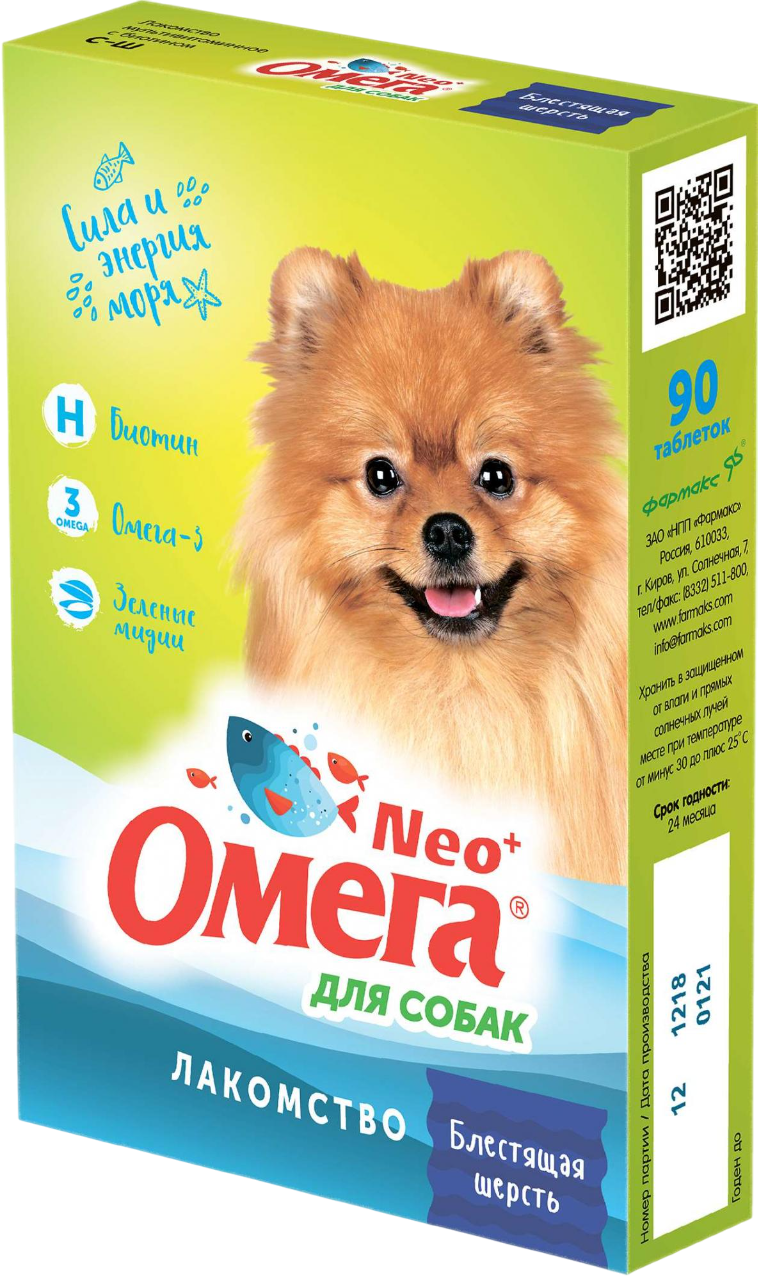 Лакомство
мультивитаминное
с биотином
С-Ш
Neo+
Омега®
ДЛЯ СОБАК
Блестящая
шерсть
Сила и
энергия
моря
H
Биотин
3
OMEGA
Омега-3
Зеленые
мидии
Neo+
Омега®
ДЛЯ СОБАК
ЛАКОМСТВО
Блестящая
шерсть
90
таблеток
фармакс ®
ЗАО «НПП «Фармакс»
Россия, 610033,
г. Киров, ул. Солнечная, 7,
тел/факс: (8332) 511-800,
www.farmaks.com
info@farmaks.com
Хранить в защищенном
от влаги и прямых
солнечных лучей
месте при температуре
от минус 30 до плюс 25°С
Срок годности:
24 месяца
Номер партии / Дата производства
12 1218
0121
Годен до